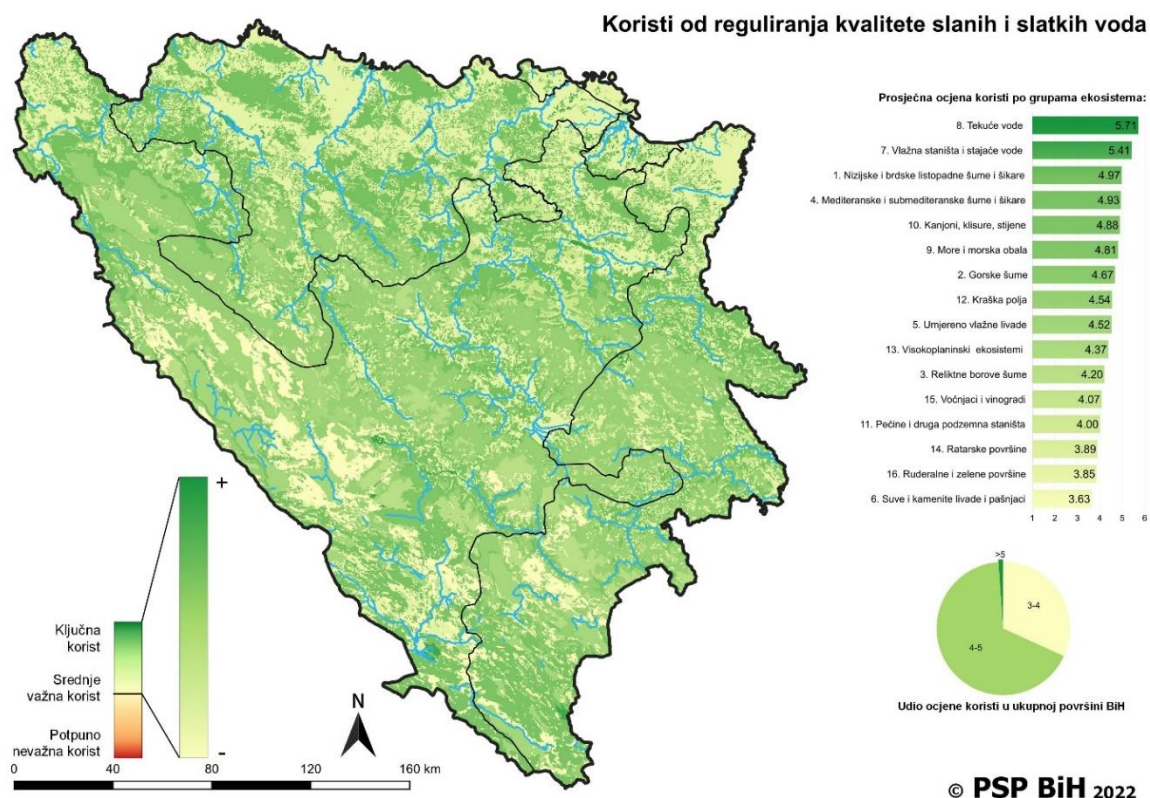 Koristi od reguliranja kvalitete slanih i slatkih voda
Prosječna ocjena koristi po grupama ekosistema:
8. Tekuće vode 5.71
7. Vlažna staništa i stajaće vode 5.41
1. Nizijske i brdske listopadne šume i šikare 4.97
4. Mediteranske i submediteranske šume i šikare 4.93
10. Kanjoni, klisure, stijene 4.88
9. More i morska obala 4.81
2. Gorske šume 4.67
12. Kraška polja 4.54
5. Umjereno vlažne livade 4.52
13. Visokoplaninski ekosistemi 4.37
3. Reliktne borove šume 4.20
15. Voćnjaci i vinogradi 4.07
11. Pećine i druga podzemna staništa 4.00
14. Ratarske površine 3.89
16. Ruderalne i zelene površine 3.85
6. Suve i kamenite livade i pašnjaci 3.63
1 2 3 4 5 6
>5
3-4
4-5
Udio ocjene koristi u ukupnoj površini BiH
+
-
Ključna
korist
Srednje
važna korist
Potpuno
nevažna korist
N
0 40 80 120 160 km
© PSP BiH 2022